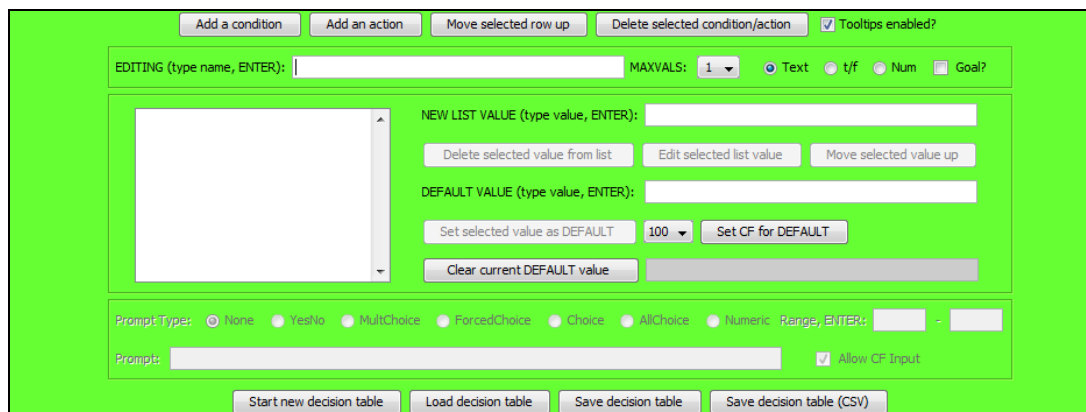 Add a condition Add an action Move selected row up Delete selected condition/action Tooltips enabled?
EDITING (type name, ENTER): MAXVALS: 1 Text t/f Num Goal?
NEW LIST VALUE (type value, ENTER):
Delete selected value from list Edit selected list value Move selected value up
DEFAULT VALUE (type value, ENTER):
Set selected value as DEFAULT 100 Set CF for DEFAULT
Clear current DEFAULT value
Prompt Type: None YesNo MultChoice ForcedChoice Choice AllChoice Numeric Range, ENTER: -
Prompt: Allow CF Input
Start new decision table Load decision table Save decision table Save decision table (CSV)